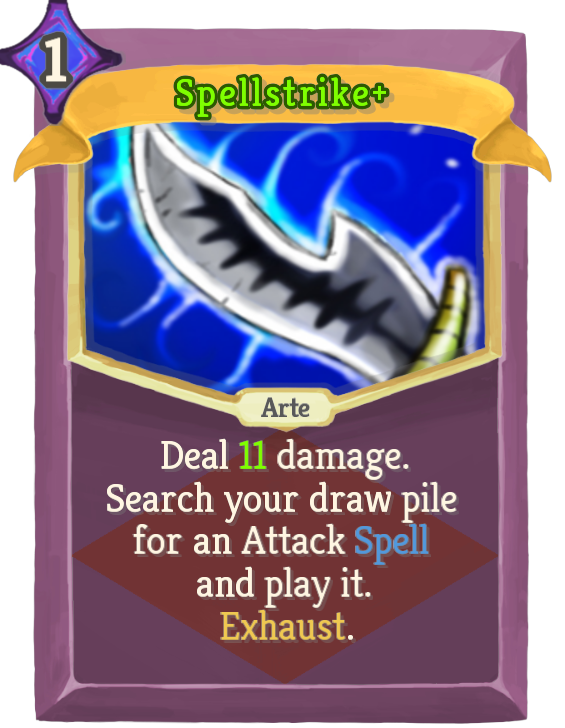 1
Spellstrike+
Arte
Deal 11 damage.
Search your draw pile
for an Attack Spell
and play it.
Exhaust.